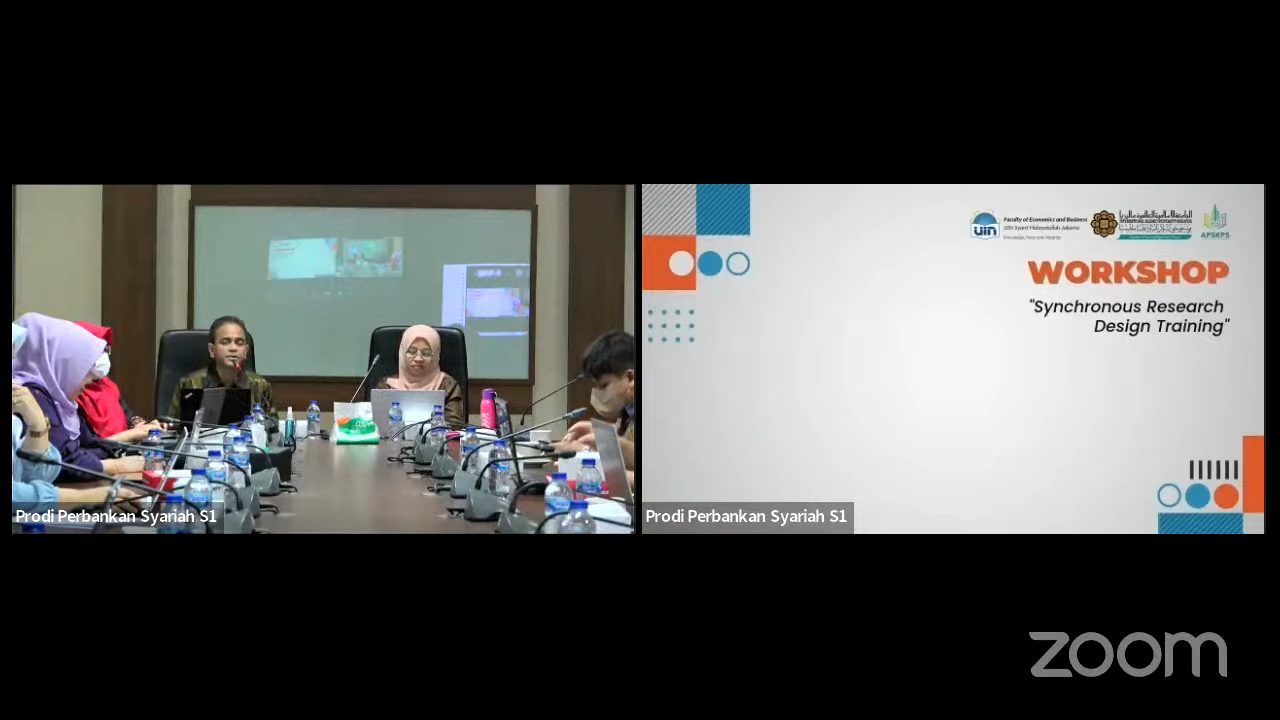 Prodi Perbankan Syariah S1
uin
Faculty of Economics and Business
UIN Syarif Hidayatullah Jakarta
APSKPS
WORKSHOP
"Synchronous Research
Design Training"
Prodi Perbankan Syariah S1
zoom